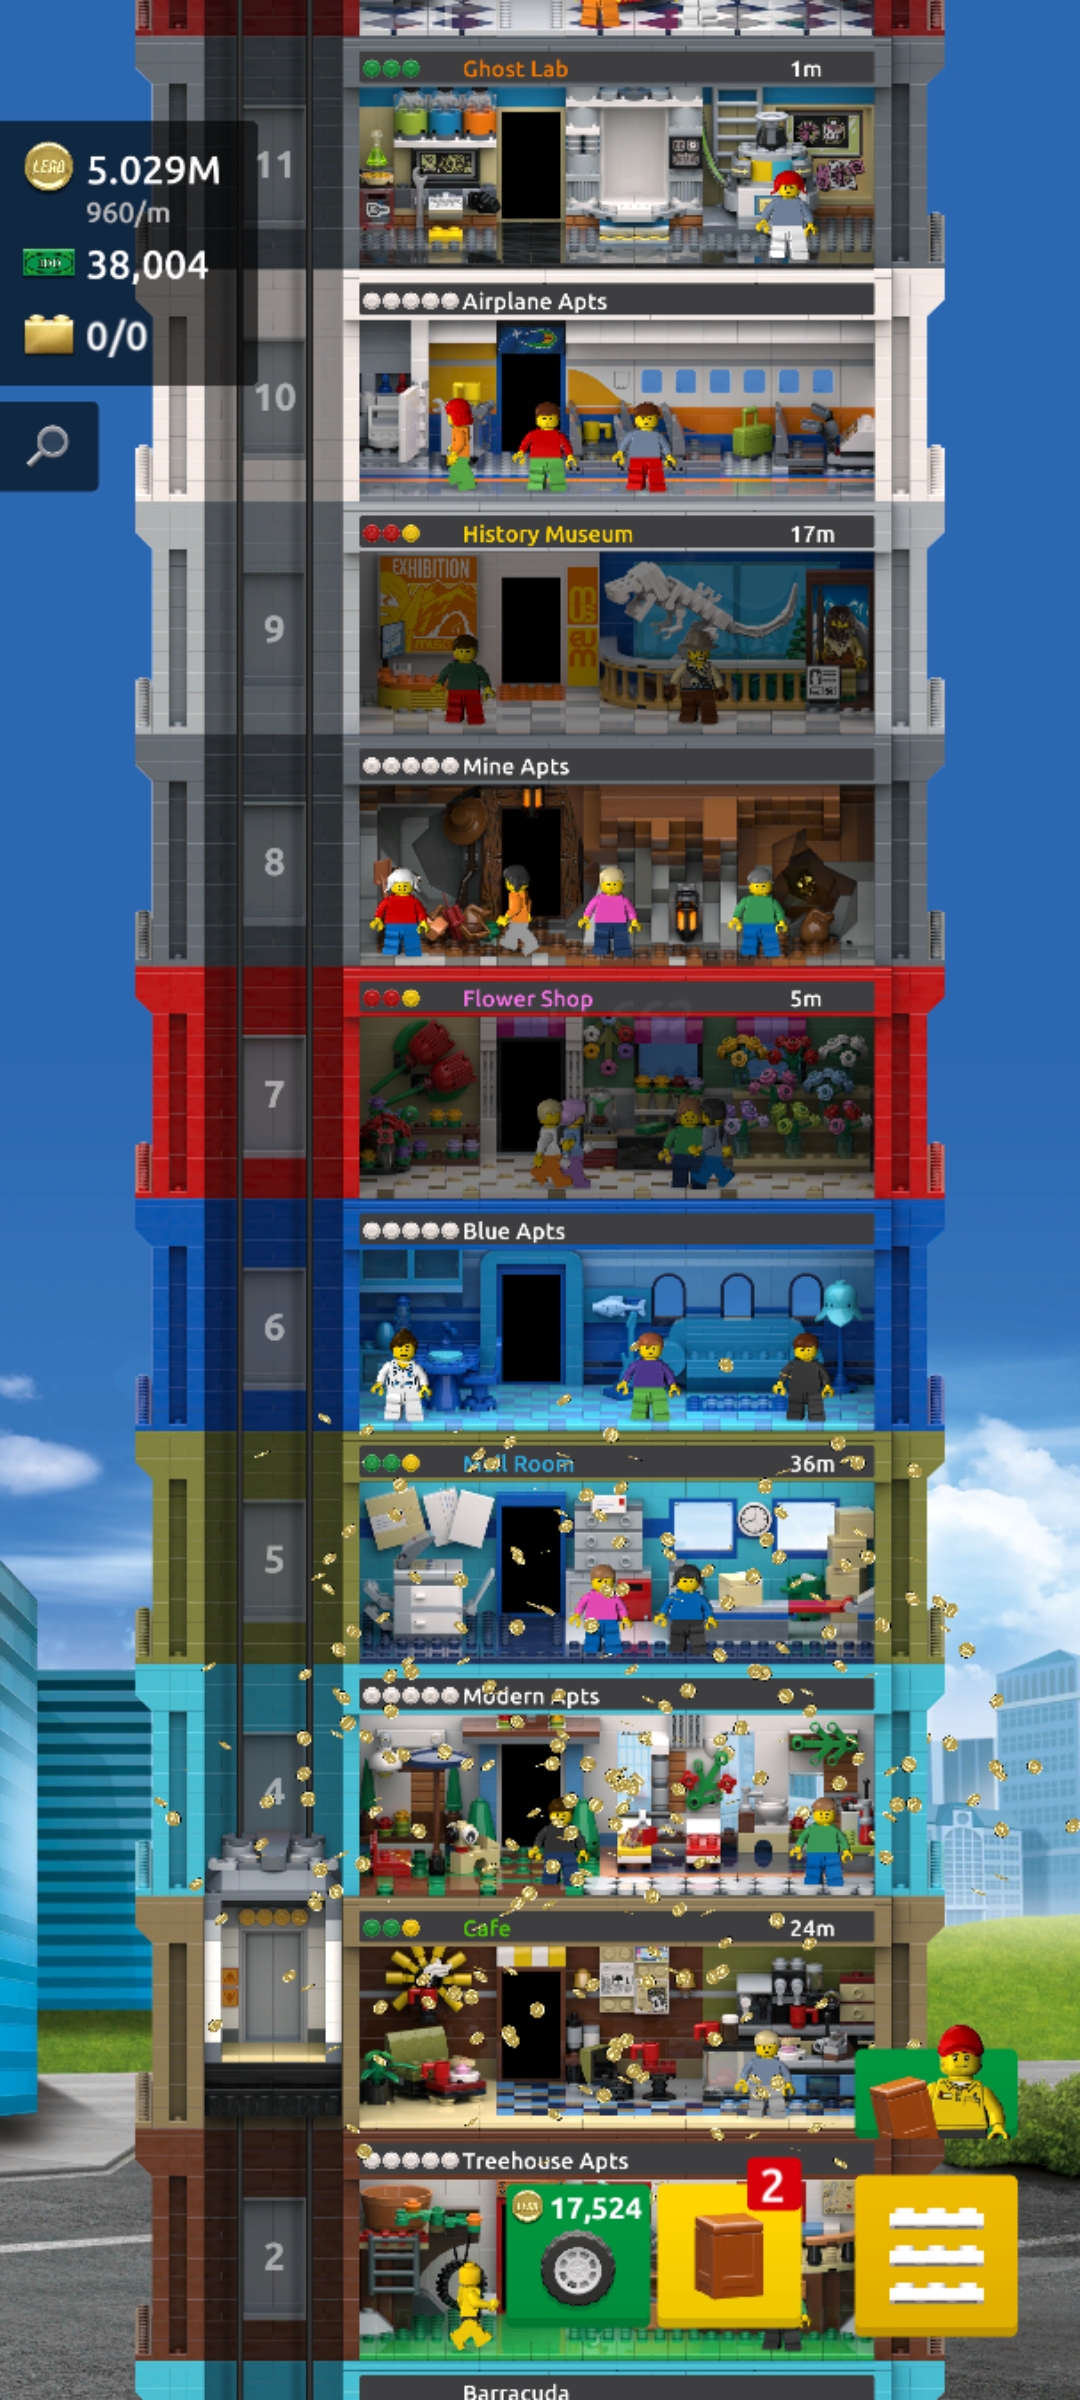 Ghost Lab 1m
11
LEGO 5.029M
960/m
38,004
0/0
Airplane Apts
10
History Museum 17m
EXHIBITION
9
Mine Apts
8
Flower Shop 5m
7
Blue Apts
6
Mail Room 36m
5
Modern Apts
4
Cafe 24m
Treehouse Apts
2
17,524
2
Barracuda